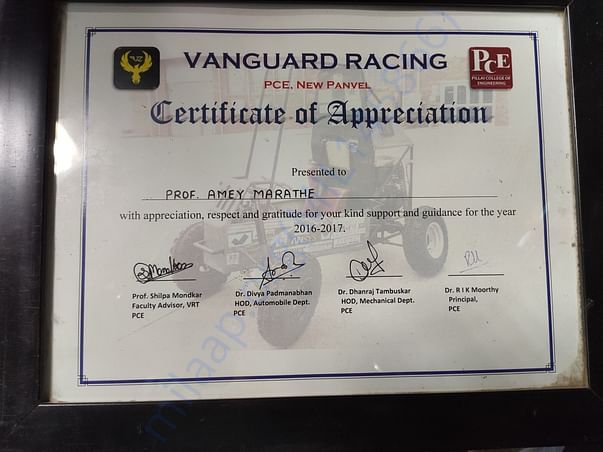 VANGUARD RACING
PCE, NEW PANVEL
PCE
PILLAI COLLEGE OF
ENGINEERING
Certificate of Appreciation
Presented to
PROF. AMEY MARATHE
with appreciation, respect and gratitude for your kind support and guidance for the year
2016-2017.
Prof. Shilpa Mondkar
Faculty Advisor, VRT
PCE
Dr. Divya Padmanabhan
HOD, Automobile Dept.
PCE
Dr. Dhanraj Tambuskar
HOD, Mechanical Dept.
PCE
Dr. R I K Moorthy
Principal,
PCE